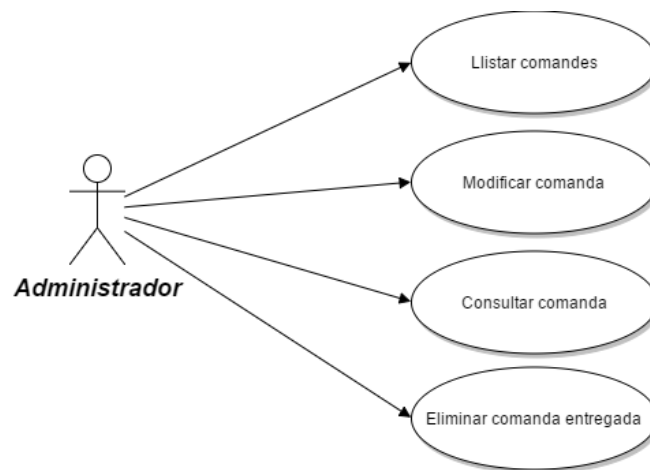 Llistar comandes
Modificar comanda
Administrador
Consultar comanda
Eliminar comanda entregada